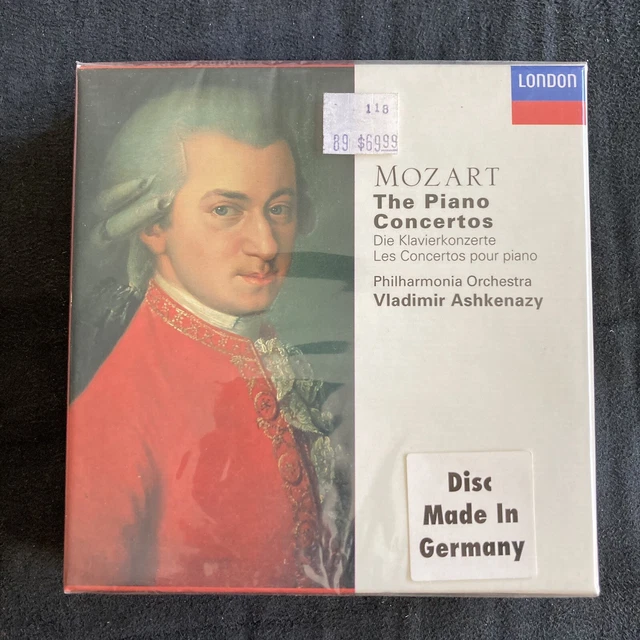 LONDON
118
89 $69.99
MOZART
The Piano
Concertos
Die Klavierkonzerte
Les Concertos pour piano
Philharmonia Orchestra
Vladimir Ashkenazy
Disc
Made In
Germany